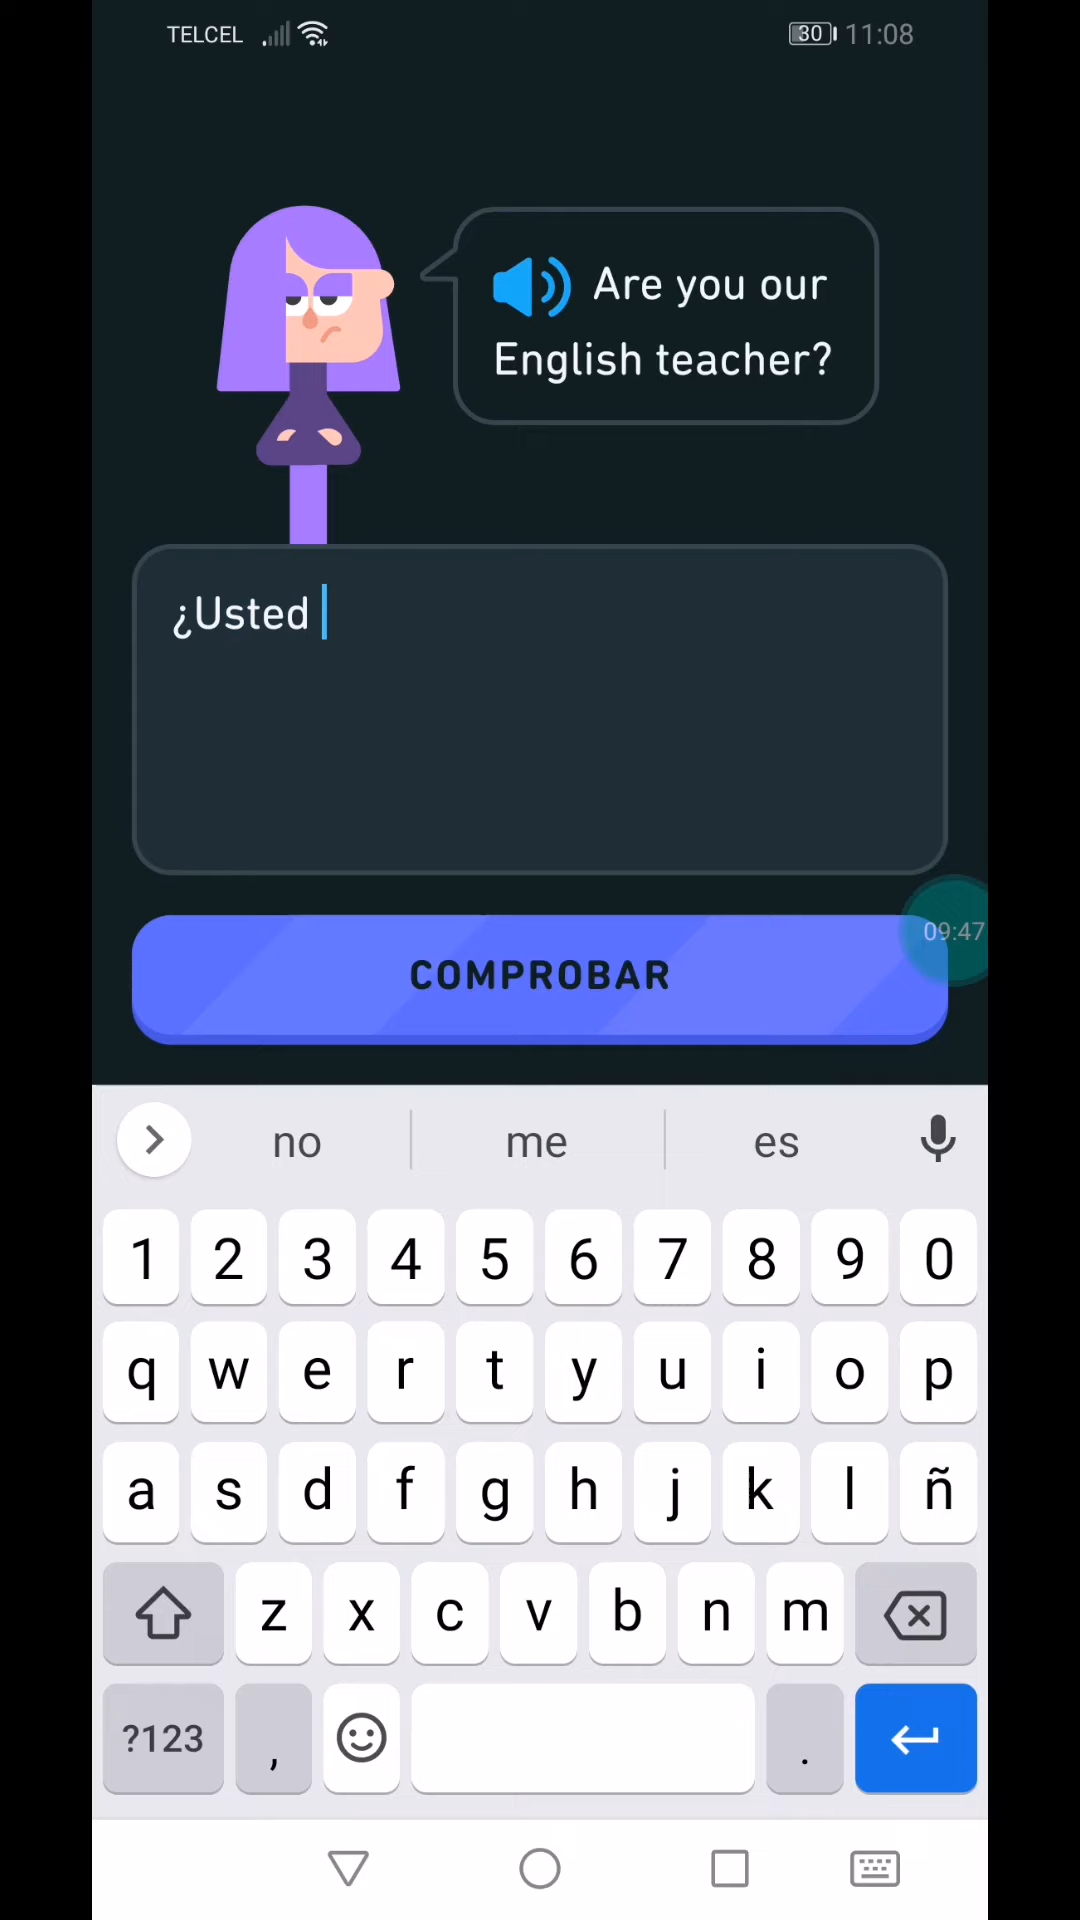 TELCEL 30 11:08
Are you our
English teacher?
¿Usted
09:47
COMPROBAR
no me es
1 2 3 4 5 6 7 8 9 0
q w e r t y u i o p
a s d f g h j k l ñ
z x c v b n m
?123 , .